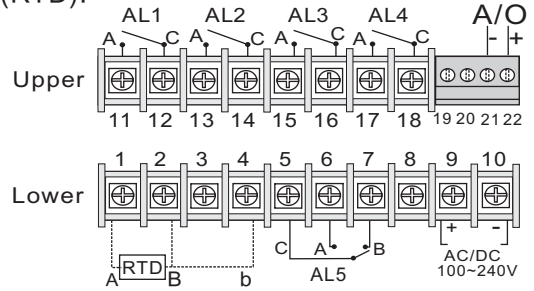 (RTD):
AL1 AL2 AL3 AL4 A/O
A C A C A C A C - +
Upper
11 12 13 14 15 16 17 18 19 20 21 22
1 2 3 4 5 6 7 8 9 10
Lower
+ -
C A B
RTD
A B b
AL5
AC/DC
100~240V